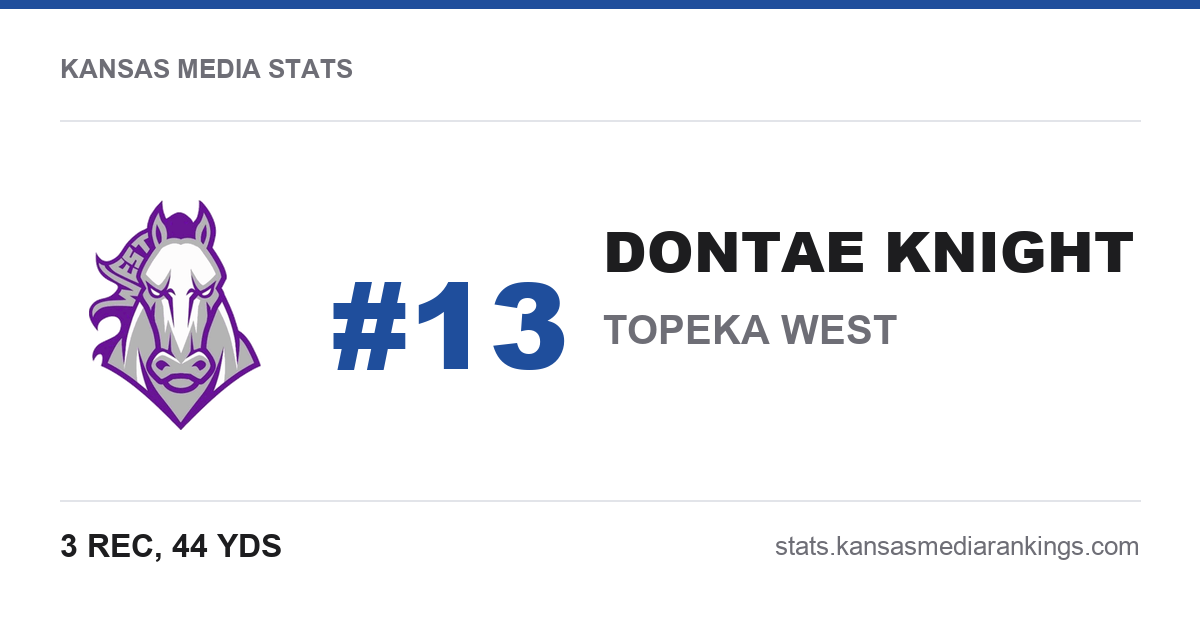 KANSAS MEDIA STATS
WEST
#13
DONTAE KNIGHT
TOPEKA WEST
3 REC, 44 YDS
stats.kansasmediarankings.com